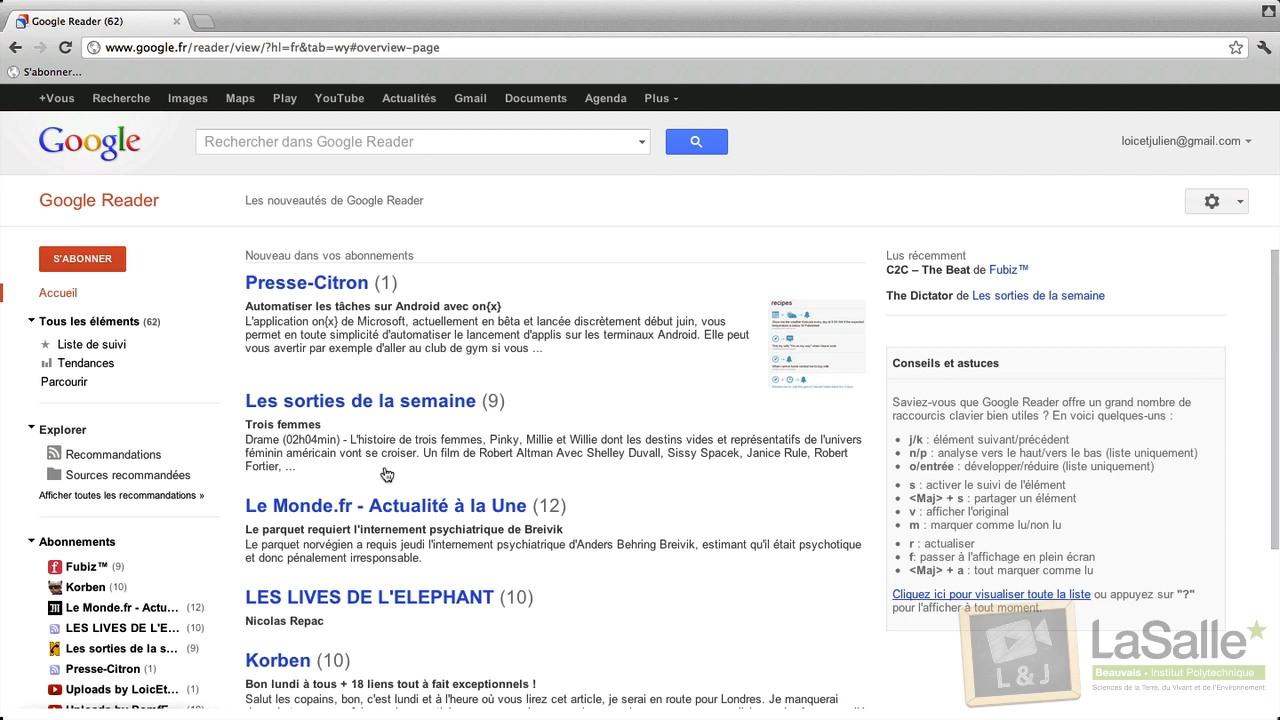 Google Reader (62)
www.google.fr/reader/view/?hl=fr&tab=wy#overview-page
S'abonner...
+Vous Recherche Images Maps Play YouTube Actualités Gmail Documents Agenda Plus
Google
Rechercher dans Google Reader
loicetjulien@gmail.com
Google Reader
Les nouveautés de Google Reader
S'ABONNER
Accueil
Tous les éléments (62)
Liste de suivi
Tendances
Parcourir
Explorer
Recommandations
Sources recommandées
Afficher toutes les recommandations »
Abonnements
Fubiz™ (9)
Korben (10)
Le Monde.fr - Actu... (12)
LES LIVES DE L'E... (10)
Les sorties de la s... (9)
Presse-Citron (1)
Uploads by LoicEt... (1)
Nouveau dans vos abonnements
Presse-Citron (1)
Automatiser les tâches sur Android avec on{x}
L'application on{x} de Microsoft, actuellement en bêta et lancée discrètement début juin, vous
permet en toute simplicité d'automatiser le lancement d'applis sur les terminaux Android. Elle peut
vous avertir par exemple d'aller au club de gym si vous ...
recipes
Les sorties de la semaine (9)
Trois femmes
Drame (02h04min) - L'histoire de trois femmes, Pinky, Millie et Willie dont les destins vides et représentatifs de l'univers
féminin américain vont se croiser. Un film de Robert Altman Avec Shelley Duvall, Sissy Spacek, Janice Rule, Robert
Fortier, ...
Le Monde.fr - Actualité à la Une (12)
Le parquet requiert l'internement psychiatrique de Breivik
Le parquet norvégien a requis jeudi l'internement psychiatrique d'Anders Behring Breivik, estimant qu'il était psychotique
et donc pénalement irresponsable.
LES LIVES DE L'ELEPHANT (10)
Nicolas Repac
Korben (10)
Bon lundi à tous + 18 liens tout à fait exceptionnels !
Salut les copains, bon, c'est lundi et à l'heure où vous lirez cet article, je serai en route pour Londres. Je manquerai
Lus récemment
C2C – The Beat de Fubiz™
The Dictator de Les sorties de la semaine
Conseils et astuces
Saviez-vous que Google Reader offre un grand nombre de
raccourcis clavier bien utiles ? En voici quelques-uns :
j/k : élément suivant/précédent
n/p : analyse vers le haut/vers le bas (liste uniquement)
o/entrée : développer/réduire (liste uniquement)
s : activer le suivi de l'élément
<Maj> + s : partager un élément
v : afficher l'original
m : marquer comme lu/non lu
r : actualiser
f: passer à l'affichage en plein écran
<Maj> + a : tout marquer comme lu
Cliquez ici pour visualiser toute la liste ou appuyez sur "?"
pour l'afficher à tout moment.
L & J
LaSalle
Beauvais • Institut Polytechnique
Sciences de la Terre, du Vivant et de l'Environnement